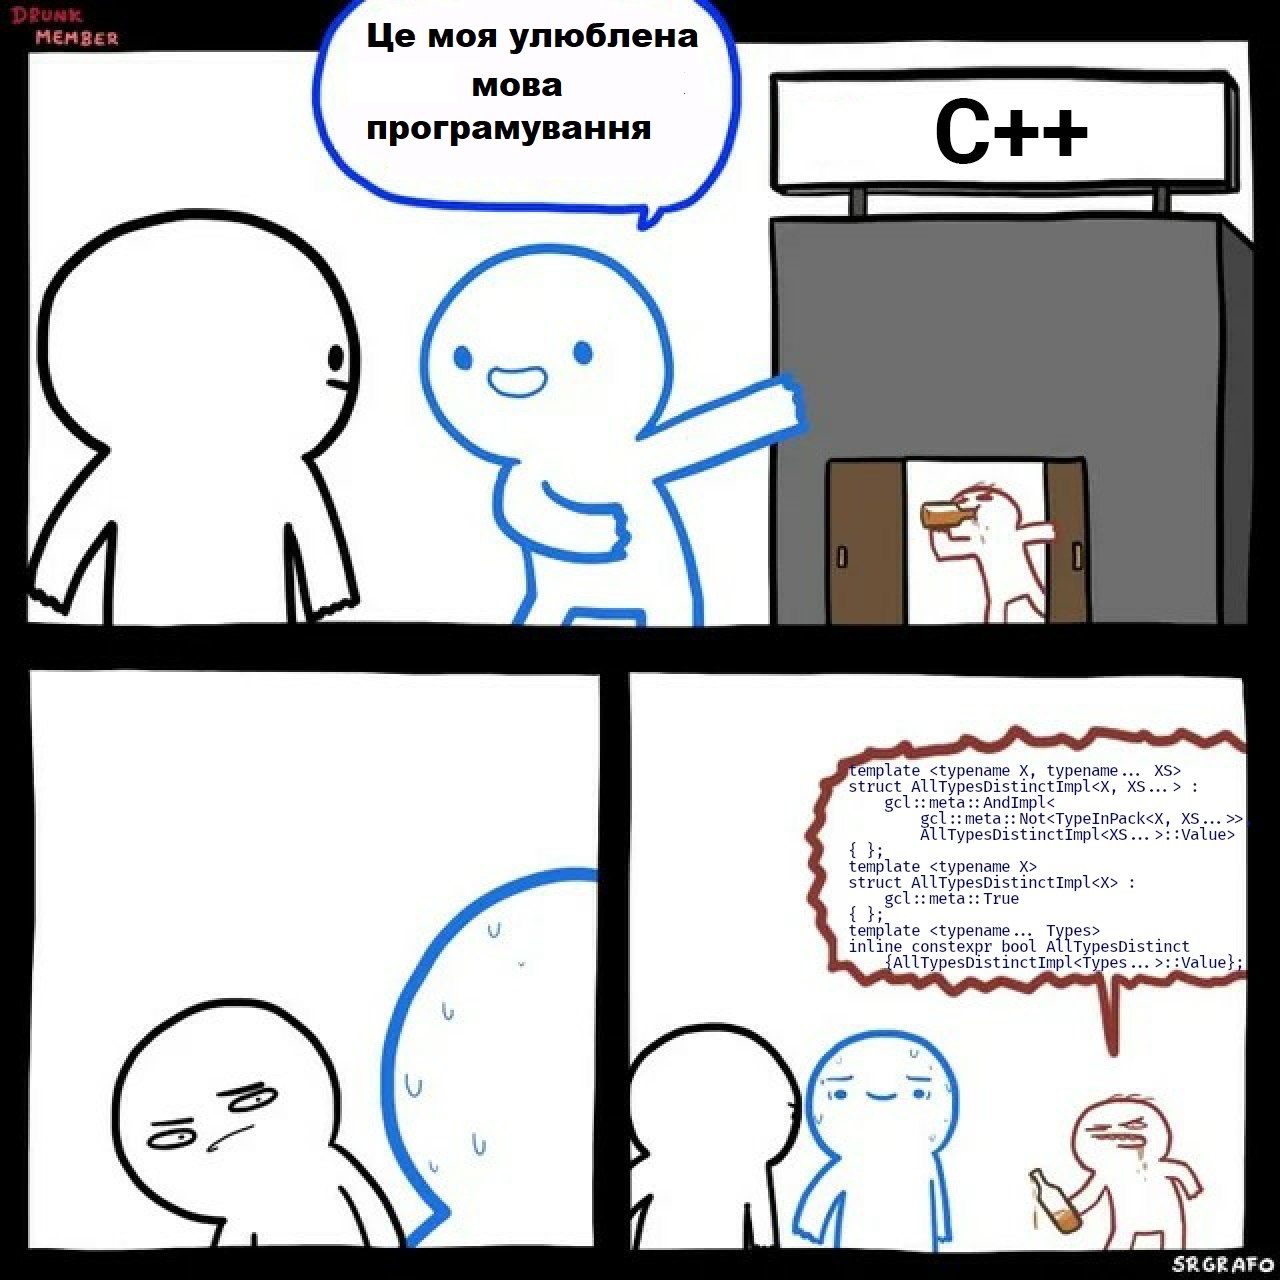 DRUNK
MEMBER
Це моя улюблена
мова
програмування
C++
template <typename X, typename... XS>
struct AllTypesDistinctImpl<X, XS...> :
    gcl::meta::AndImpl<
        gcl::meta::Not<TypeInPack<X, XS...>>,
        AllTypesDistinctImpl<XS...>::Value>
{ };
template <typename X>
struct AllTypesDistinctImpl<X> :
    gcl::meta::True
{ };
template <typename... Types>
inline constexpr bool AllTypesDistinct
    {AllTypesDistinctImpl<Types...>::Value};
SRGRAFO